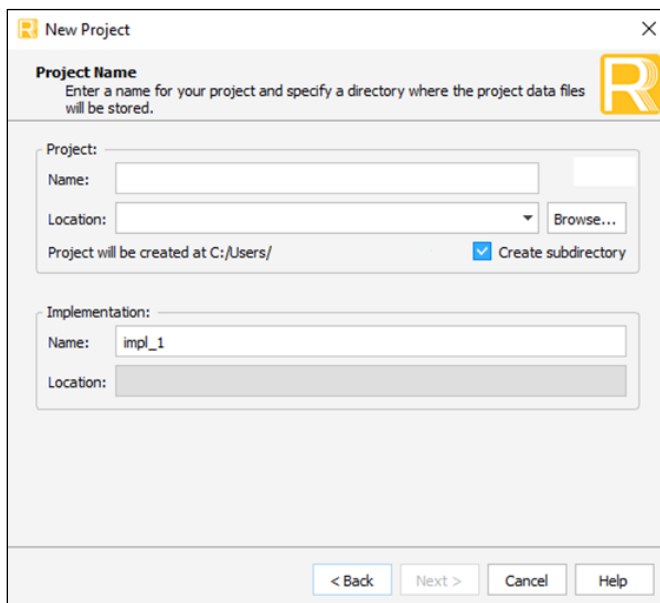 New Project
Project Name
Enter a name for your project and specify a directory where the project data files
will be stored.
Project:
Name:
Location: Browse...
Project will be created at C:/Users/ Create subdirectory
Implementation:
Name: impl_1
Location:
< Back Next > Cancel Help